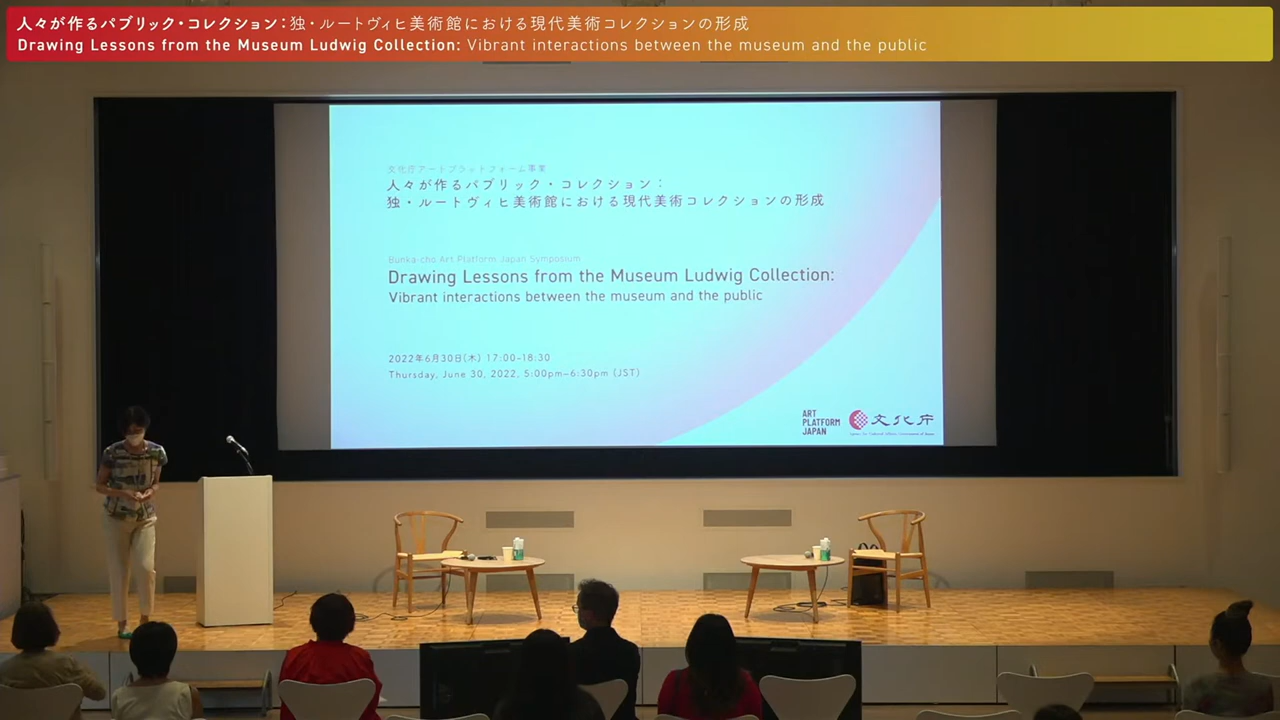 人々が作るパブリック・コレクション：独・ルートヴィヒ美術館における現代美術コレクションの形成
Drawing Lessons from the Museum Ludwig Collection: Vibrant interactions between the museum and the public
文化庁アートプラットフォーム事業
人々が作るパブリック・コレクション：
独・ルートヴィヒ美術館における現代美術コレクションの形成
Bunka-cho Art Platform Japan Symposium
Drawing Lessons from the Museum Ludwig Collection:
Vibrant interactions between the museum and the public
2022年6月30日(木) 17:00–18:30
Thursday, June 30, 2022, 5:00pm–6:30pm (JST)
ART
PLATFORM
JAPAN
文化庁